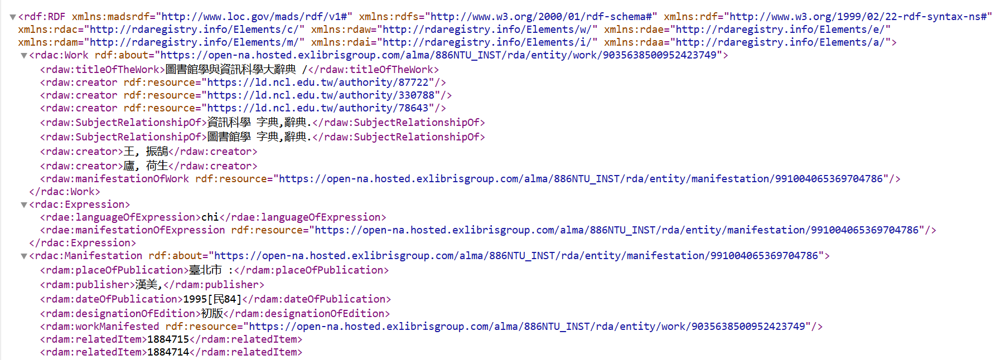 ▼<rdf:RDF xmlns:madsrdf="http://www.loc.gov/mads/rdf/v1#" xmlns:rdfs="http://www.w3.org/2000/01/rdf-schema#" xmlns:rdf="http://www.w3.org/1999/02/22-rdf-syntax-ns#"
xmlns:rdac="http://rdaregistry.info/Elements/c/" xmlns:rdaw="http://rdaregistry.info/Elements/w/" xmlns:rdae="http://rdaregistry.info/Elements/e/"
xmlns:rdam="http://rdaregistry.info/Elements/m/" xmlns:rdai="http://rdaregistry.info/Elements/i/" xmlns:rdaa="http://rdaregistry.info/Elements/a/">
▼<rdac:Work rdf:about="https://open-na.hosted.exlibrisgroup.com/alma/886NTU_INST/rda/entity/work/9035638500952423749">
<rdaw:titleOfTheWork>圖書館學與資訊科學大辭典 /</rdaw:titleOfTheWork>
<rdaw:creator rdf:resource="https://ld.ncl.edu.tw/authority/87722"/>
<rdaw:creator rdf:resource="https://ld.ncl.edu.tw/authority/330788"/>
<rdaw:creator rdf:resource="https://ld.ncl.edu.tw/authority/78643"/>
<rdaw:SubjectRelationshipOf>資訊科學 字典,辭典.</rdaw:SubjectRelationshipOf>
<rdaw:SubjectRelationshipOf>圖書館學 字典,辭典.</rdaw:SubjectRelationshipOf>
<rdaw:creator>王, 振鵠</rdaw:creator>
<rdaw:creator>盧, 荷生</rdaw:creator>
<rdaw:manifestationOfWork rdf:resource="https://open-na.hosted.exlibrisgroup.com/alma/886NTU_INST/rda/entity/manifestation/991004065369704786"/>
</rdac:Work>
▼<rdac:Expression>
<rdae:languageOfExpression>chi</rdae:languageOfExpression>
<rdae:manifestationOfExpression rdf:resource="https://open-na.hosted.exlibrisgroup.com/alma/886NTU_INST/rda/entity/manifestation/991004065369704786"/>
</rdac:Expression>
▼<rdac:Manifestation rdf:about="https://open-na.hosted.exlibrisgroup.com/alma/886NTU_INST/rda/entity/manifestation/991004065369704786">
<rdam:placeOfPublication>臺北市 :</rdam:placeOfPublication>
<rdam:publisher>漢美,</rdam:publisher>
<rdam:dateOfPublication>1995[民84]</rdam:dateOfPublication>
<rdam:designationOfEdition>初版</rdam:designationOfEdition>
<rdam:workManifested rdf:resource="https://open-na.hosted.exlibrisgroup.com/alma/886NTU_INST/rda/entity/work/9035638500952423749"/>
<rdam:relatedItem>1884715</rdam:relatedItem>
<rdam:relatedItem>1884714</rdam:relatedItem>